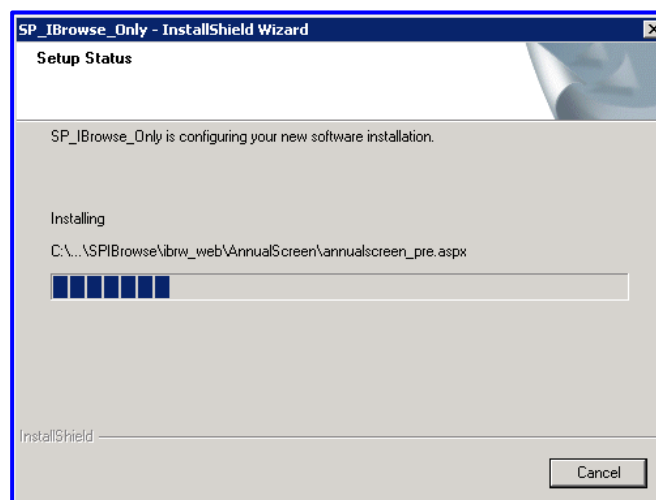 SP_IBrowse_Only - InstallShield Wizard
Setup Status
SP_IBrowse_Only is configuring your new software installation.
Installing
C:\...\SPIBrowse\ibrw_web\AnnualScreen\annualscreen_pre.aspx
InstallShield
Cancel